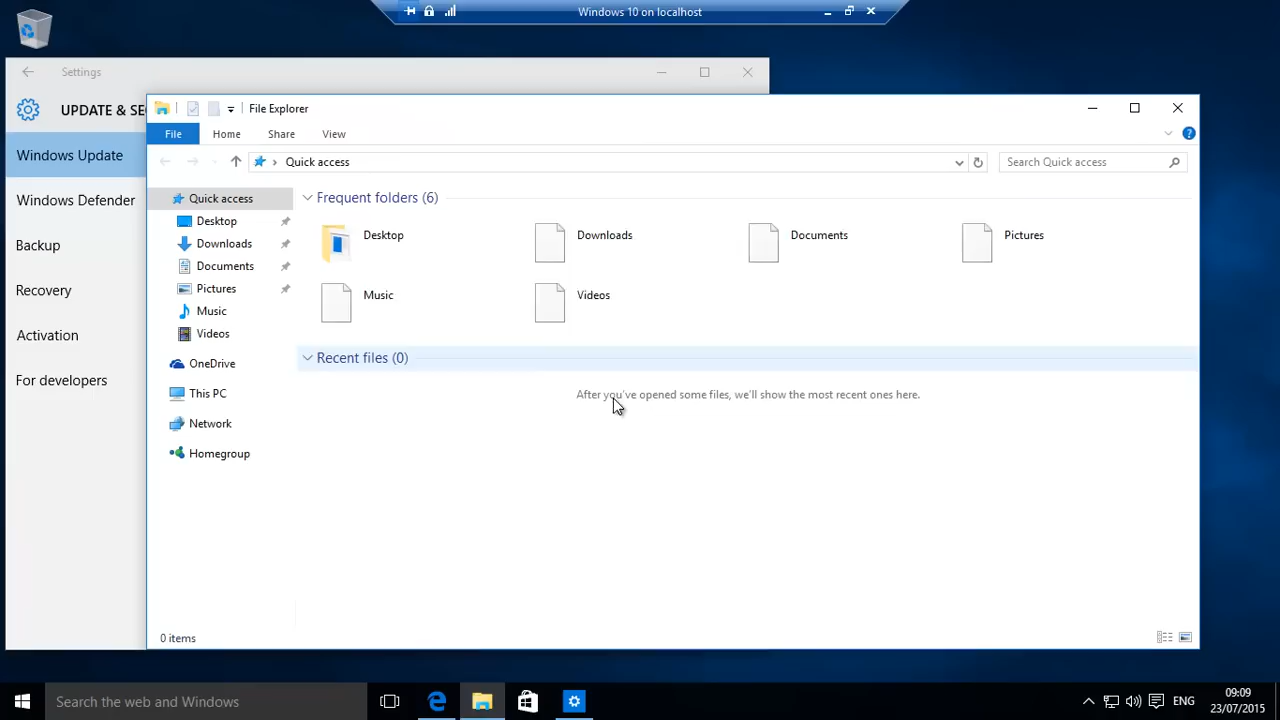 Windows 10 on localhost
Settings
UPDATE & SE
Windows Update
Windows Defender
Backup
Recovery
Activation
For developers
File Explorer
File Home Share View
Quick access
Search Quick access
Quick access
Desktop
Downloads
Documents
Pictures
Music
Videos
OneDrive
This PC
Network
Homegroup
Frequent folders (6)
Desktop Downloads Documents Pictures
Music Videos
Recent files (0)
After you've opened some files, we'll show the most recent ones here.
0 items
Search the web and Windows
ENG
09:09
23/07/2015